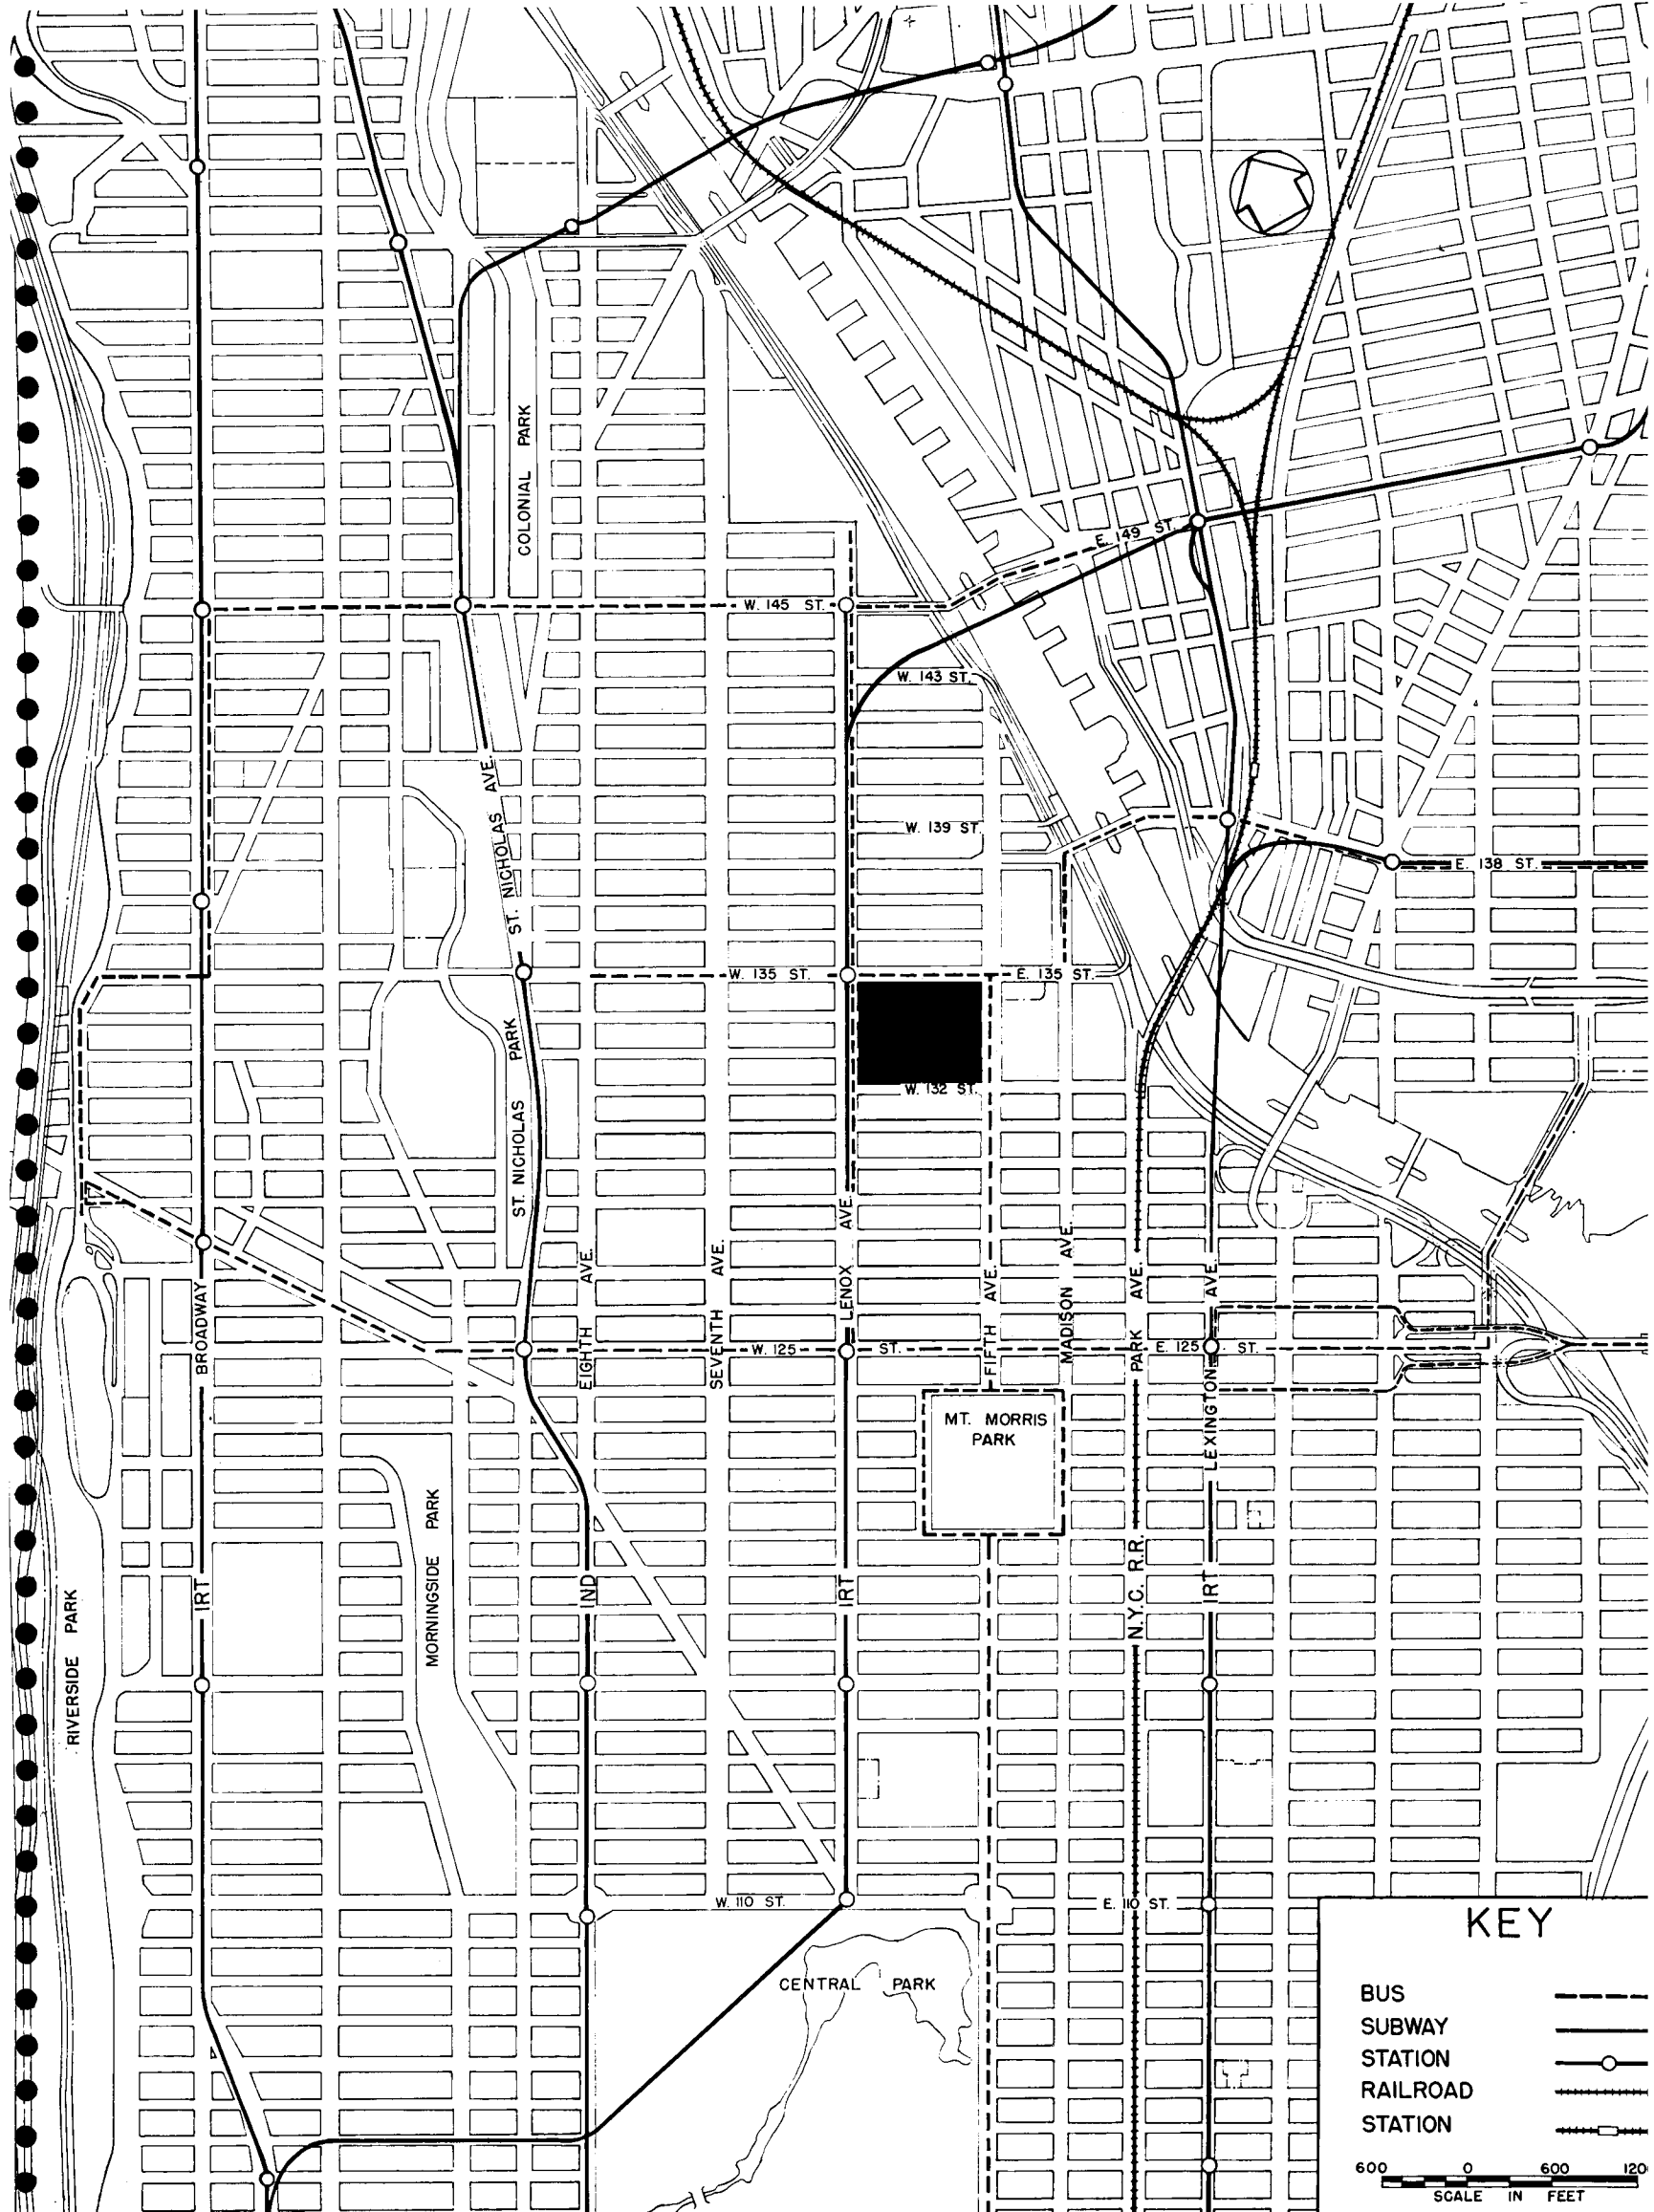 COLONIAL PARK
E. 149 ST.
W. 145 ST.
W. 143 ST.
ST. NICHOLAS AVE.
W. 139 ST.
E. 138 ST.
W. 135 ST.
E. 135 ST.
ST. NICHOLAS PARK
W. 132 ST.
BROADWAY
EIGHTH AVE.
SEVENTH AVE.
LENOX AVE.
FIFTH AVE.
MADISON AVE.
PARK AVE.
LEXINGTON AVE.
W. 125 ST.
E. 125 ST.
MT. MORRIS
PARK
RIVERSIDE PARK
IRT
MORNINGSIDE PARK
IND
IRT
N.Y.C. R.R.
IRT
W. 110 ST.
E. 110 ST.
CENTRAL PARK
KEY
BUS
SUBWAY
STATION
RAILROAD
STATION
600 0 600 120
SCALE IN FEET